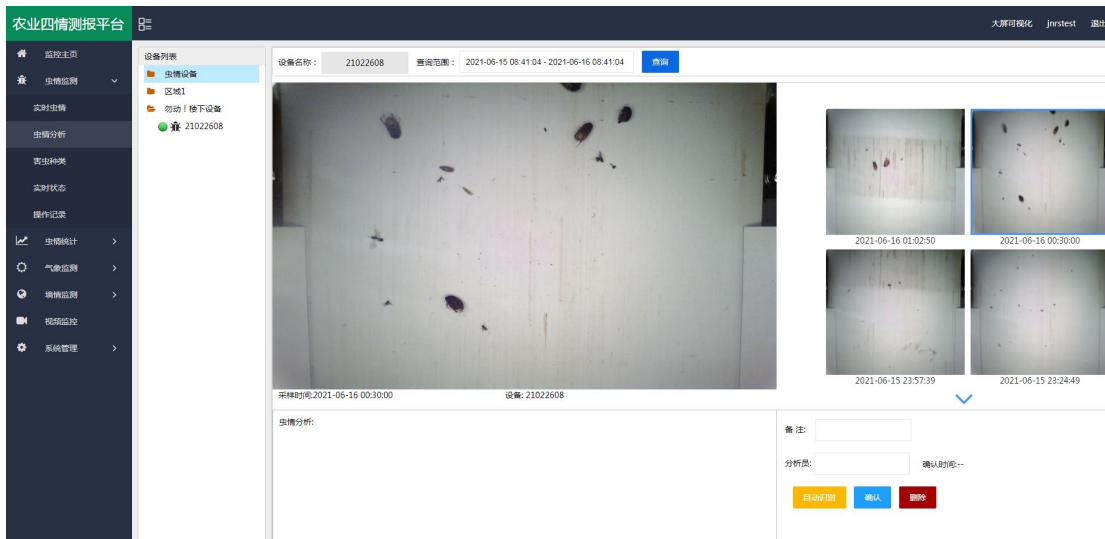 农业四情测报平台
大屏可视化 jnrstest 退出
监控主页
虫情监测
实时虫情
虫情分析
害虫种类
实时状态
操作记录
虫情统计
气象监测
墒情监测
视频监控
系统管理
设备列表
虫情设备
区域1
勿动！楼下设备
21022608
设备名称： 21022608 查询范围： 2021-06-15 08:41:04 - 2021-06-16 08:41:04 查询
2021-06-16 01:02:50 2021-06-16 00:30:00
2021-06-15 23:57:39 2021-06-15 23:24:49
采样时间:2021-06-16 00:30:00 设备: 21022608
虫情分析:
备 注:
分析员: 确认时间:--
自动识别 确认 删除